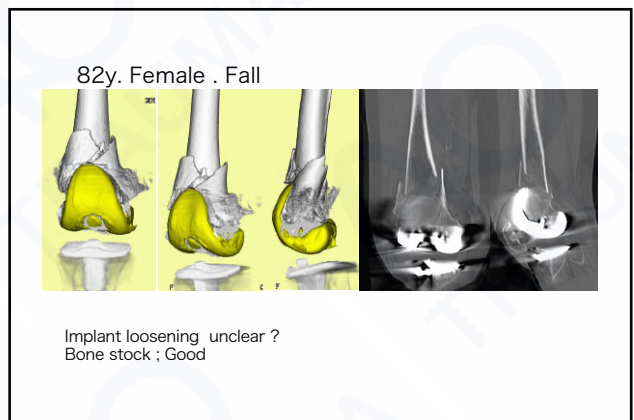 82y. Female . Fall
Implant loosening unclear ?
Bone stock ; Good